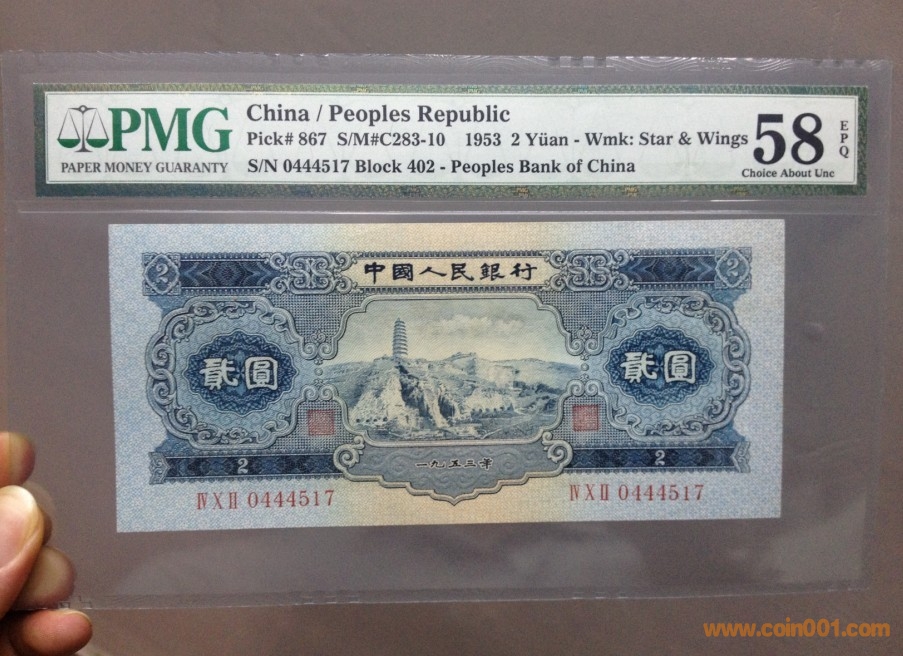 PMG
PAPER MONEY GUARANTY
China / Peoples Republic
Pick# 867 S/M#C283-10 1953 2 Yüan - Wmk: Star & Wings
S/N 0444517 Block 402 - Peoples Bank of China
58
EPQ
Choice About Unc
2 中國人民銀行 2
貳圓 貳圓
2 一九五三年 2
ⅣⅩⅡ 0444517 ⅣⅩⅡ 0444517
www.coin001.com